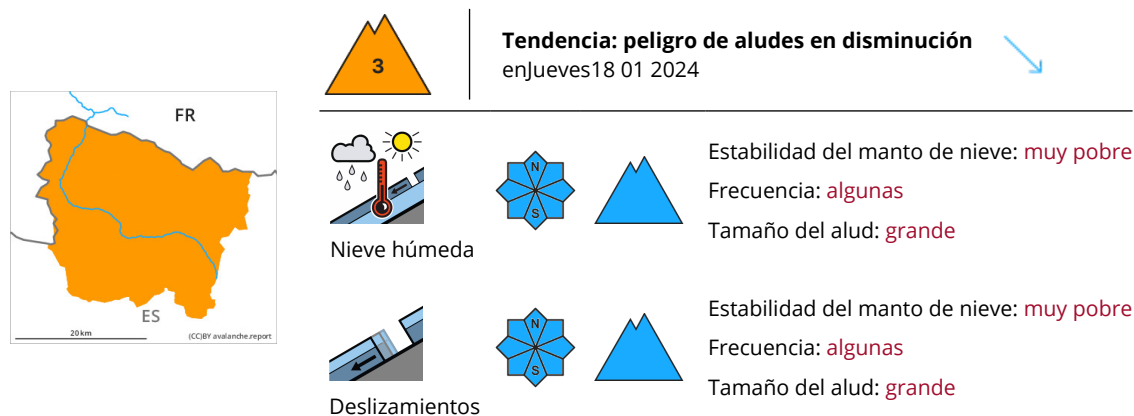 3
Tendencia: peligro de aludes en disminución
enJueves18 01 2024
FR
ES
20 km
(CC)BY avalanche.report
N
S
Estabilidad del manto de nieve: muy pobre
Frecuencia: algunas
Tamaño del alud: grande
Nieve húmeda
N
S
Estabilidad del manto de nieve: muy pobre
Frecuencia: algunas
Tamaño del alud: grande
Deslizamientos